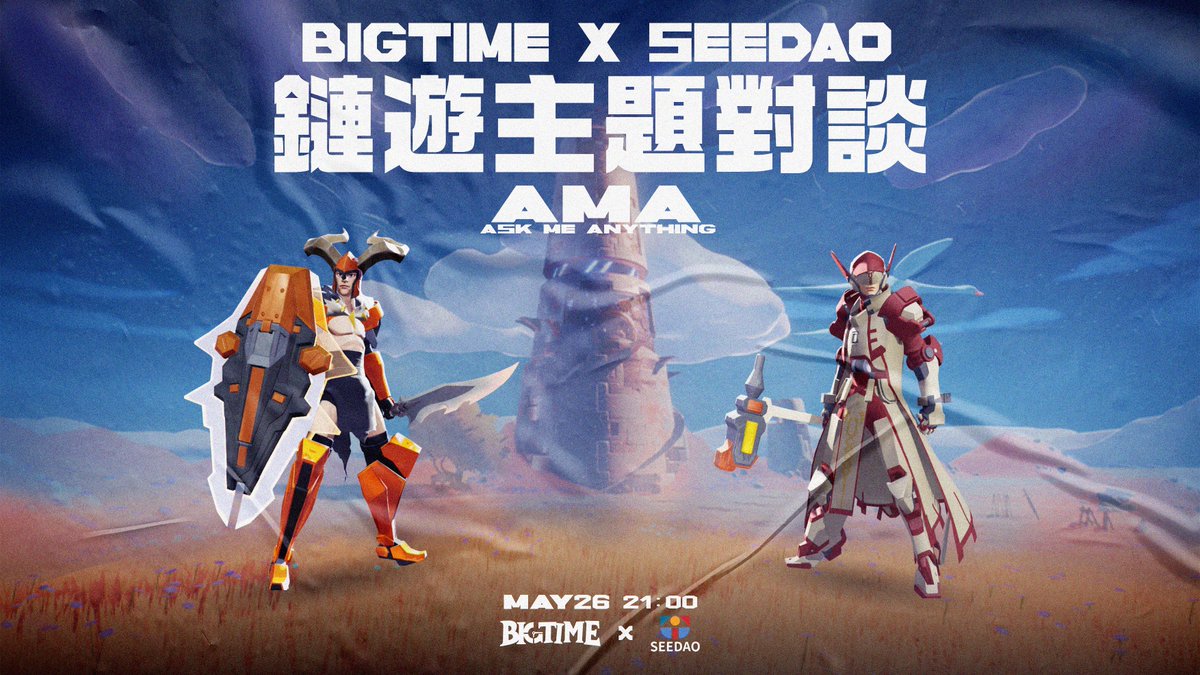 BIGTIME X SEEDAO
鏈遊主題對談
AMA
ASK ME ANYTHING
MAY26 21:00
BIGTIME X SEEDAO